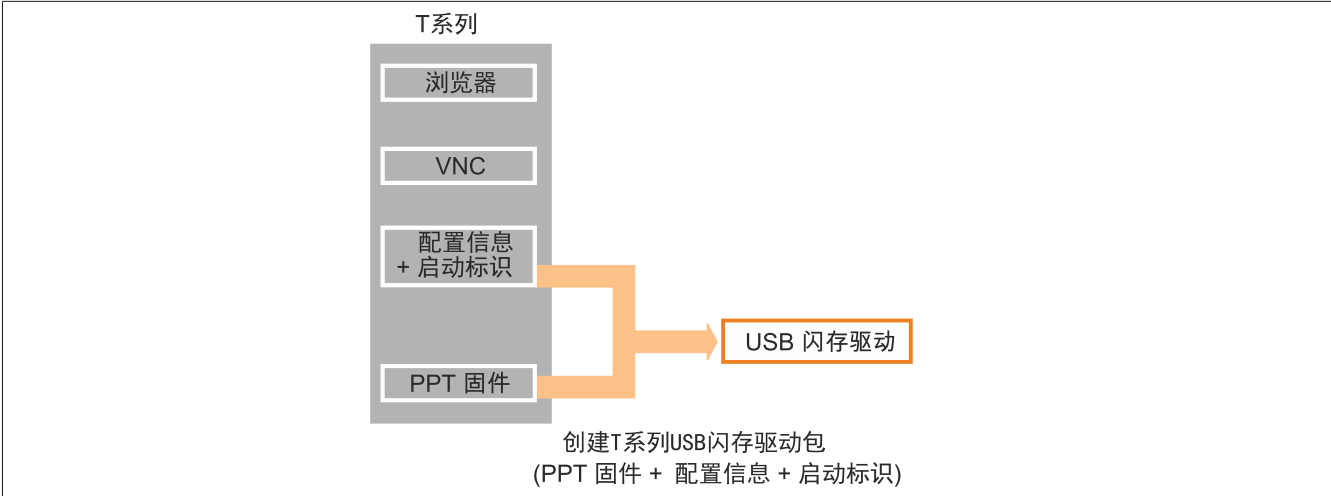 T系列
浏览器
VNC
配置信息
+ 启动标识
USB 闪存驱动
PPT 固件
创建T系列USB闪存驱动包
(PPT 固件 + 配置信息 + 启动标识)